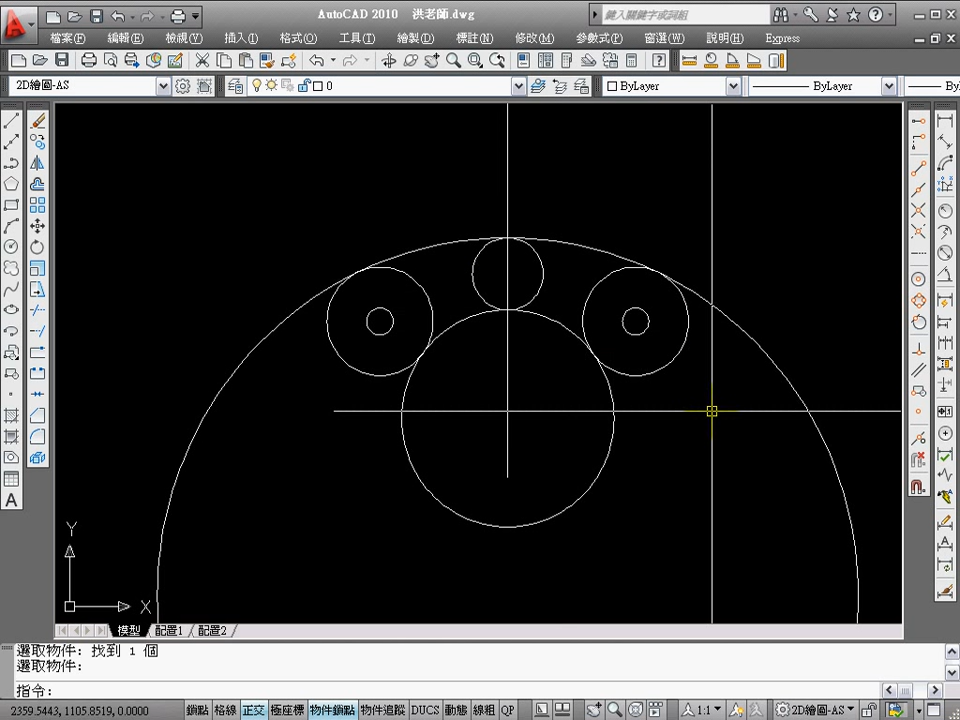 AutoCAD 2010 洪老師.dwg
鍵入關鍵字或詞組
檔案(F) 編輯(E) 檢視(V) 插入(I) 格式(O) 工具(T) 繪製(D) 標註(N) 修改(M) 參數式(P) 視窗(W) 說明(H) Express
2D繪圖-AS 0 ByLayer ByLayer By
Y
X
模型 配置1 配置2
選取物件: 找到 1 個
選取物件:
指令:
2359.5443, 1105.8519, 0.0000 鎖點 格線 正交 極座標 物件鎖點 物件追蹤 DUCS 動態 線粗 QP 1:1 2D繪圖-AS